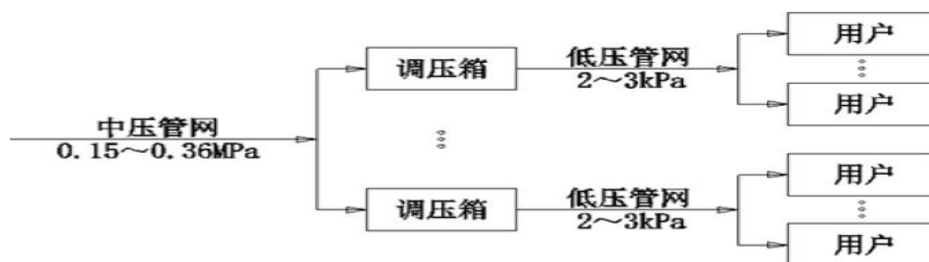 用户
调压箱
低压管网
2～3kPa
用户
中压管网
0.15～0.36MPa
用户
调压箱
低压管网
2～3kPa
用户